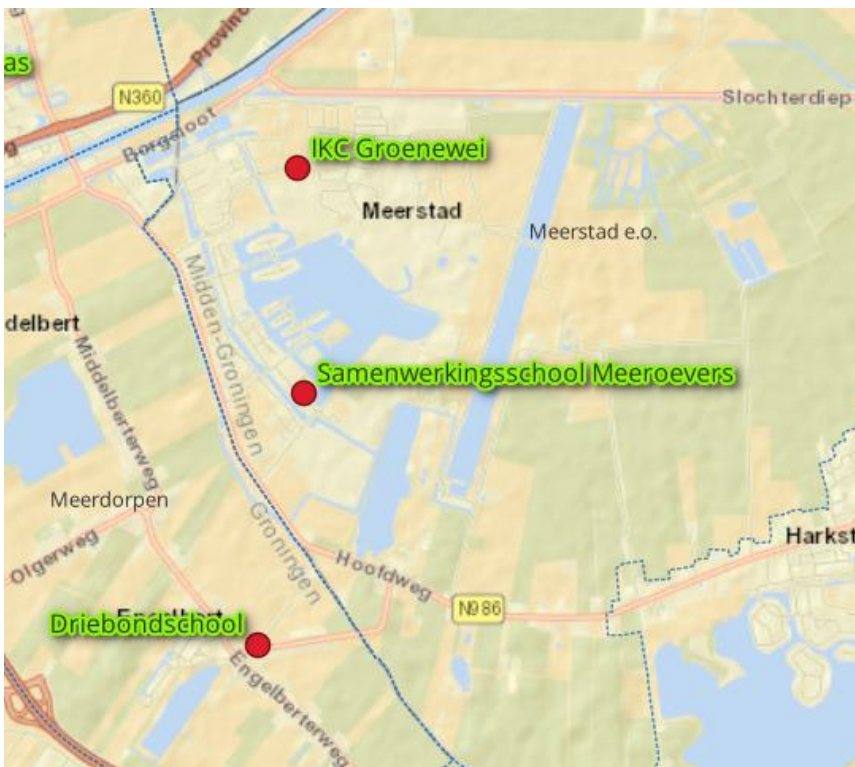 as
Provin
N360
Slochterdiep
g
Borgsloot
IKC Groenewei
Meerstad
Meerstad e.o.
Midden-Groningen
Groningen
delbert
Middelberterweg
Samenwerkingsschool Meeroevers
Meerdorpen
Olgerweg
Hoofdweg
Harkst
N986
Engelbert
Driebondschool
Engelberterweg